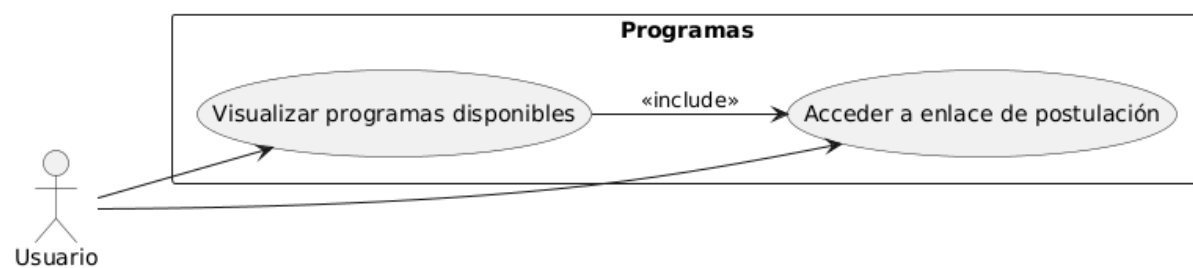 Programas
Visualizar programas disponibles
«include»
Acceder a enlace de postulación
Usuario